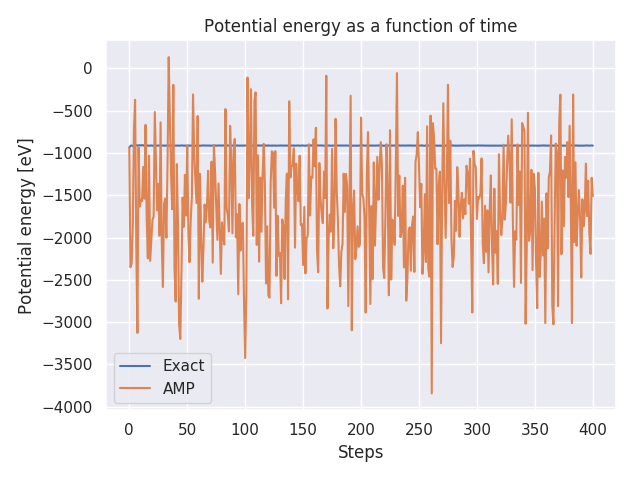 Potential energy as a function of time
Potential energy [eV]
0
−500
−1000
−1500
−2000
−2500
−3000
−3500
−4000
Exact
AMP
0 50 100 150 200 250 300 350 400
Steps